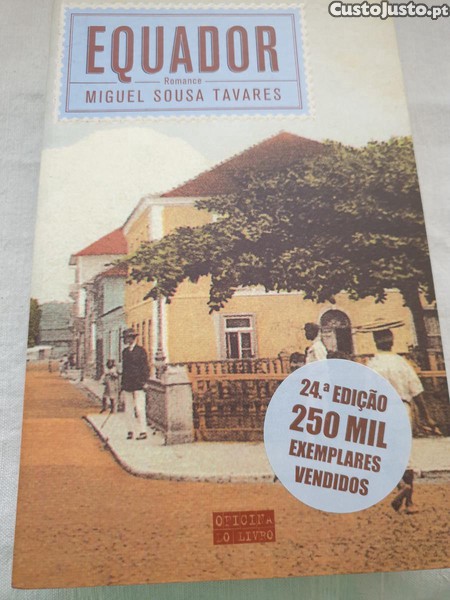 CustoJusto.pt
EQUADOR
Romance
MIGUEL SOUSA TAVARES
24.ª EDIÇÃO
250 MIL
EXEMPLARES
VENDIDOS
OFICINA
DO LIVRO